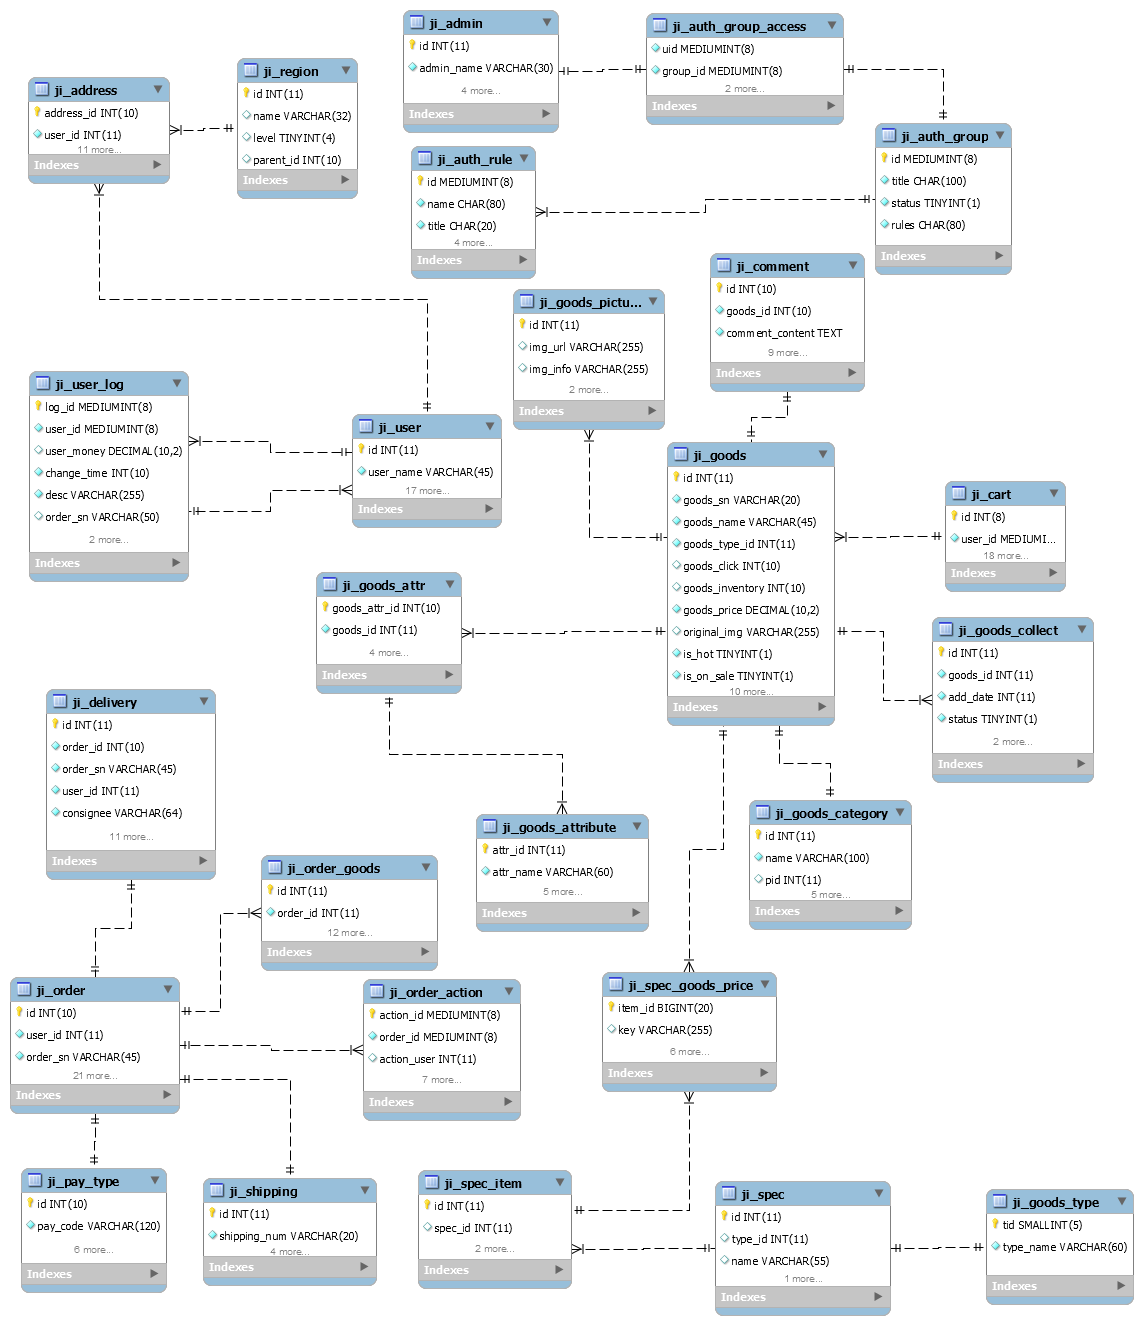 ji_admin
id INT(11)
admin_name VARCHAR(30)
4 more...
Indexes
ji_auth_group_access
uid MEDIUMINT(8)
group_id MEDIUMINT(8)
2 more...
Indexes
ji_region
id INT(11)
name VARCHAR(32)
level TINYINT(4)
parent_id INT(10)
Indexes
ji_address
address_id INT(10)
user_id INT(11)
11 more...
Indexes
ji_auth_group
id MEDIUMINT(8)
title CHAR(100)
status TINYINT(1)
rules CHAR(80)
Indexes
ji_auth_rule
id MEDIUMINT(8)
name CHAR(80)
title CHAR(20)
4 more...
Indexes
ji_comment
id INT(10)
goods_id INT(10)
comment_content TEXT
9 more...
Indexes
ji_goods_pictu...
id INT(11)
img_url VARCHAR(255)
img_info VARCHAR(255)
2 more...
Indexes
ji_user_log
log_id MEDIUMINT(8)
user_id MEDIUMINT(8)
user_money DECIMAL(10,2)
change_time INT(10)
desc VARCHAR(255)
order_sn VARCHAR(50)
2 more...
Indexes
ji_user
id INT(11)
user_name VARCHAR(45)
17 more...
Indexes
ji_goods
id INT(11)
goods_sn VARCHAR(20)
goods_name VARCHAR(45)
goods_type_id INT(11)
goods_click INT(10)
goods_inventory INT(10)
goods_price DECIMAL(10,2)
original_img VARCHAR(255)
is_hot TINYINT(1)
is_on_sale TINYINT(1)
10 more...
Indexes
ji_cart
id INT(8)
user_id MEDIUMI...
18 more...
Indexes
ji_goods_attr
goods_attr_id INT(10)
goods_id INT(11)
4 more...
Indexes
ji_goods_collect
id INT(11)
goods_id INT(11)
add_date INT(11)
status TINYINT(1)
2 more...
Indexes
ji_delivery
id INT(11)
order_id INT(10)
order_sn VARCHAR(45)
user_id INT(11)
consignee VARCHAR(64)
11 more...
Indexes
ji_goods_attribute
attr_id INT(11)
attr_name VARCHAR(60)
5 more...
Indexes
ji_goods_category
id INT(11)
name VARCHAR(100)
pid INT(11)
5 more...
Indexes
ji_order_goods
id INT(11)
order_id INT(11)
12 more...
Indexes
ji_order
id INT(10)
user_id INT(11)
order_sn VARCHAR(45)
21 more...
Indexes
ji_order_action
action_id MEDIUMINT(8)
order_id MEDIUMINT(8)
action_user INT(11)
7 more...
Indexes
ji_spec_goods_price
item_id BIGINT(20)
key VARCHAR(255)
6 more...
Indexes
ji_pay_type
id INT(10)
pay_code VARCHAR(120)
6 more...
Indexes
ji_shipping
id INT(11)
shipping_num VARCHAR(20)
4 more...
Indexes
ji_spec_item
id INT(11)
spec_id INT(11)
2 more...
Indexes
ji_spec
id INT(11)
type_id INT(11)
name VARCHAR(55)
1 more...
Indexes
ji_goods_type
tid SMALLINT(5)
type_name VARCHAR(60)
Indexes